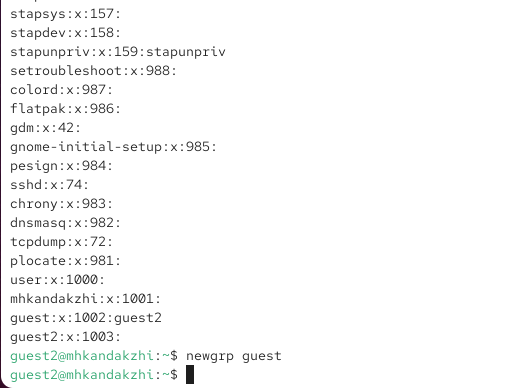 stapsys:x:157:
stapdev:x:158:
stapunpriv:x:159:stapunpriv
setroubleshoot:x:988:
colord:x:987:
flatpak:x:986:
gdm:x:42:
gnome-initial-setup:x:985:
pesign:x:984:
sshd:x:74:
chrony:x:983:
dnsmasq:x:982:
tcpdump:x:72:
plocate:x:981:
user:x:1000:
mhkandakzhi:x:1001:
guest:x:1002:guest2
guest2:x:1003:
guest2@mhkandakzhi:~$ newgrp guest
guest2@mhkandakzhi:~$